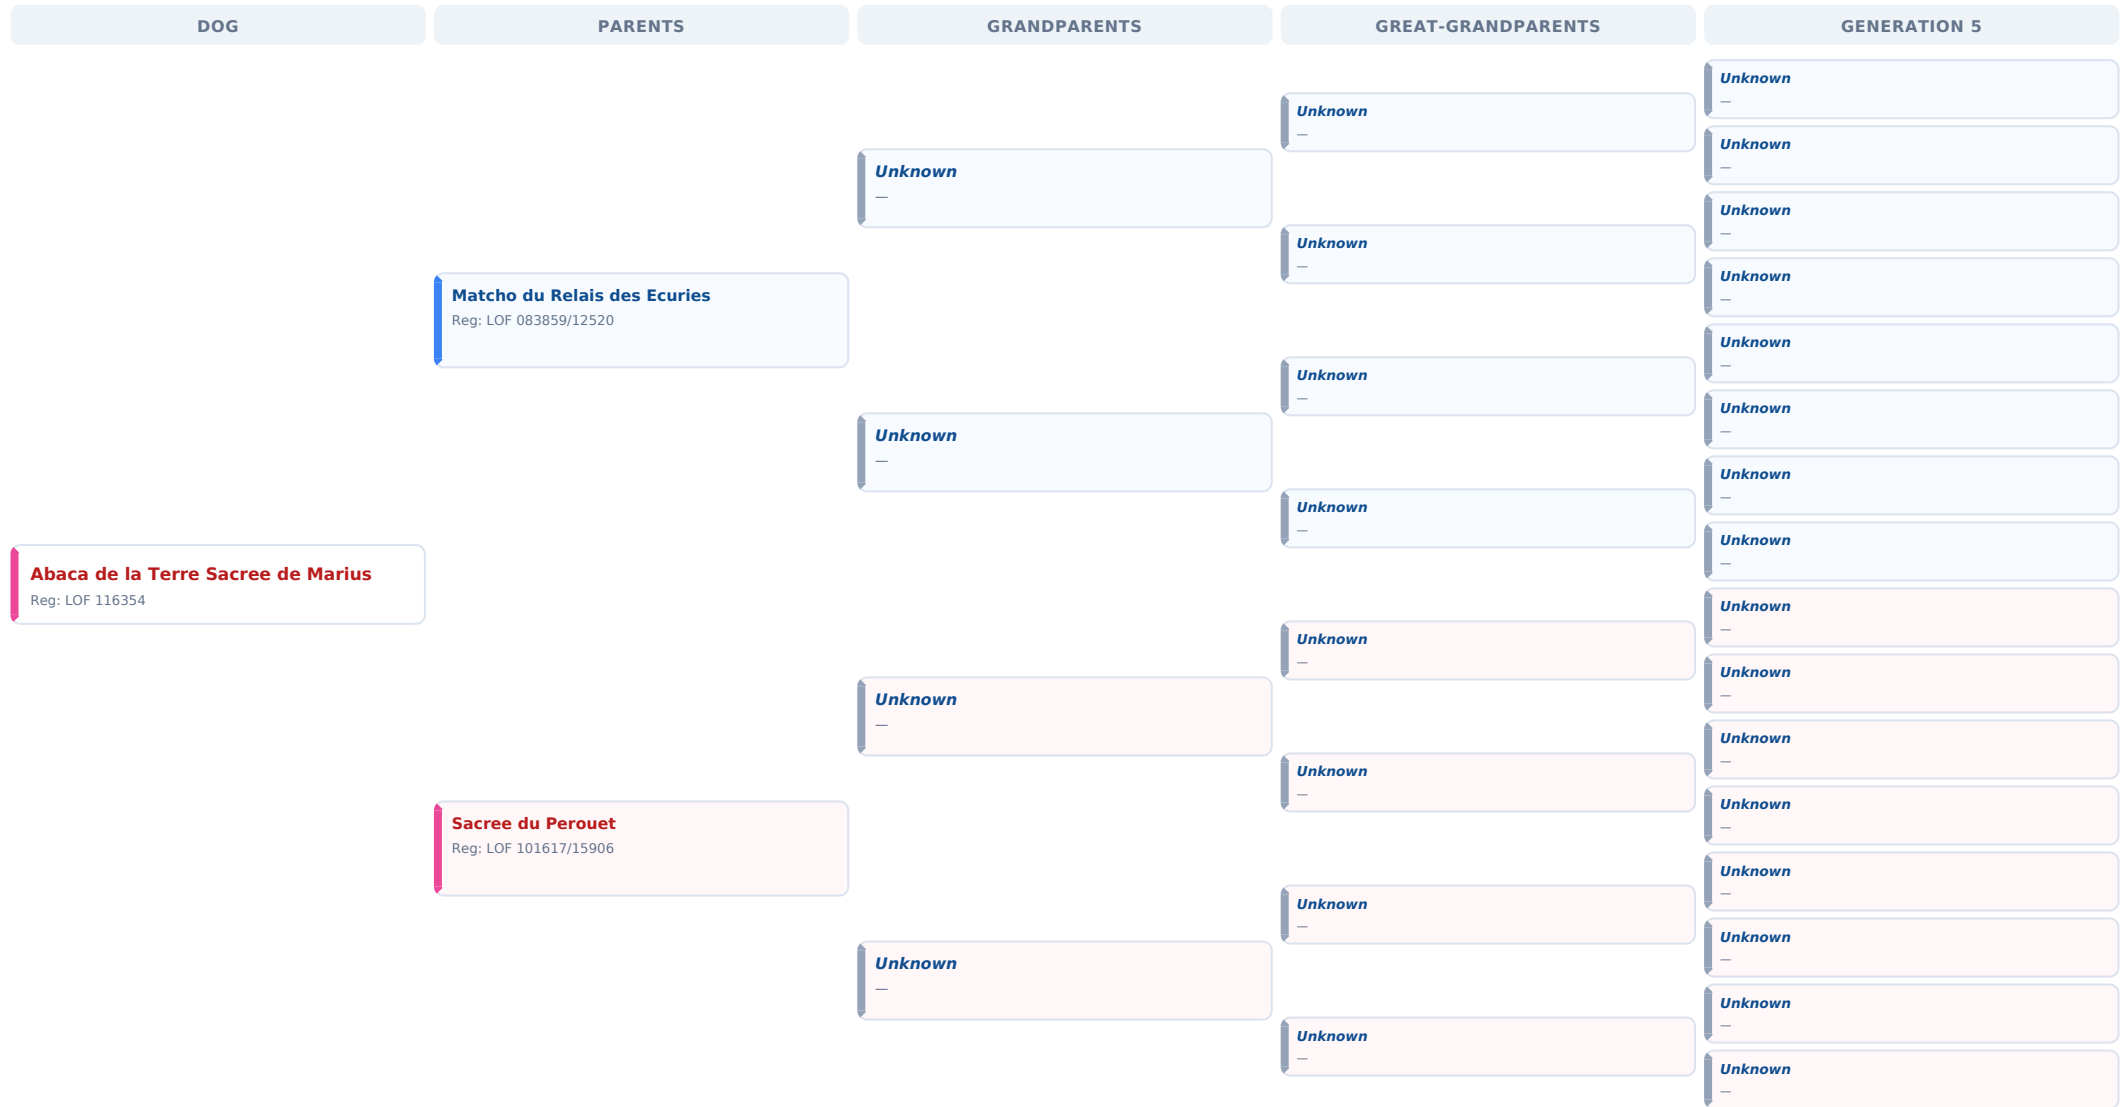 DOG
PARENTS
GRANDPARENTS
GREAT-GRANDPARENTS
GENERATION 5
Abaca de la Terre Sacree de Marius
Reg: LOF 116354
Matcho du Relais des Ecuries
Reg: LOF 083859/12520
Sacree du Perouet
Reg: LOF 101617/15906
Unknown
—
Unknown
—
Unknown
—
Unknown
—
Unknown
—
Unknown
—
Unknown
—
Unknown
—
Unknown
—
Unknown
—
Unknown
—
Unknown
—
Unknown
—
Unknown
—
Unknown
—
Unknown
—
Unknown
—
Unknown
—
Unknown
—
Unknown
—
Unknown
—
Unknown
—
Unknown
—
Unknown
—
Unknown
—
Unknown
—
Unknown
—
Unknown
—